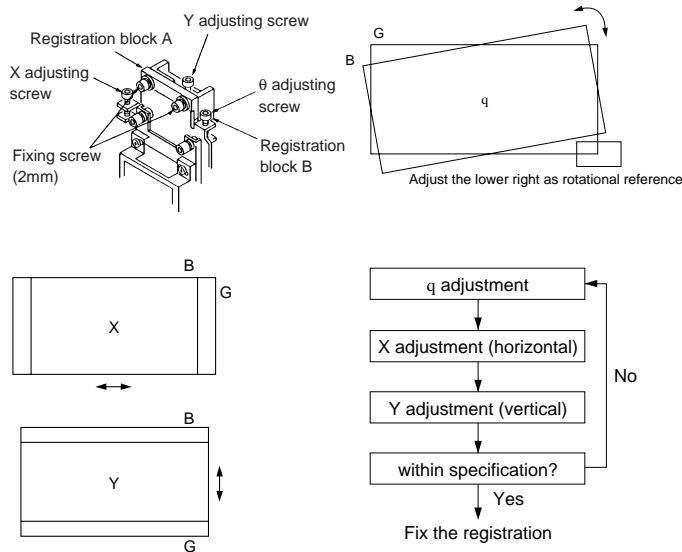 Y adjusting screw
Registration block A
X adjusting
screw
θ adjusting
screw
Fixing screw
(2mm)
Registration
block B
G
B
q
Adjust the lower right as rotational reference
B
G
X
B
Y
G
q adjustment
X adjustment (horizontal)
No
Y adjustment (vertical)
within specification?
Yes
Fix the registration